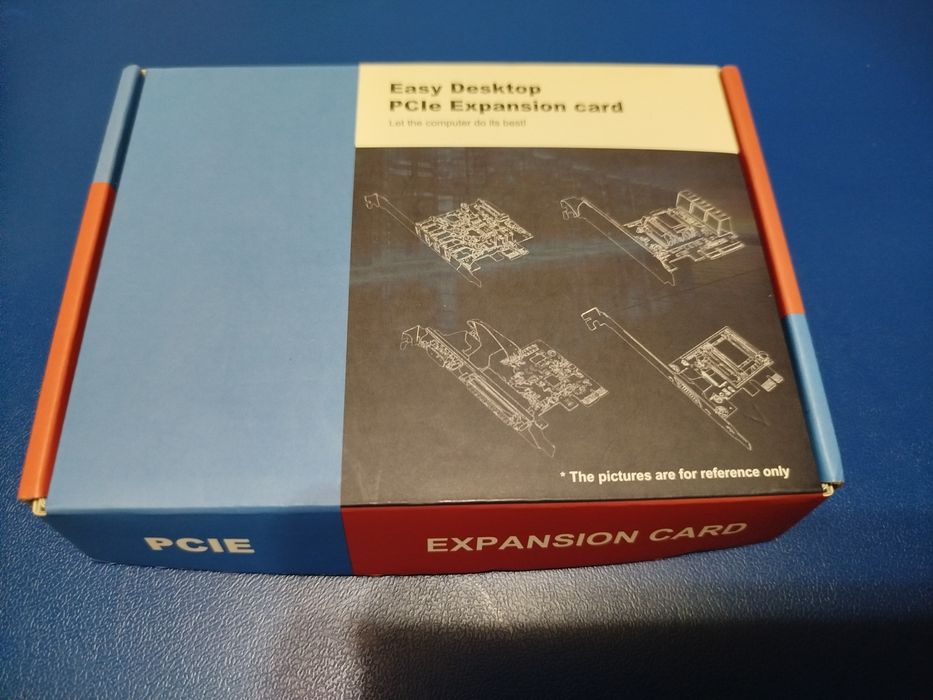 Easy Desktop
PCIe Expansion card
Let the computer do its best!
* The pictures are for reference only
PCIE
EXPANSION CARD